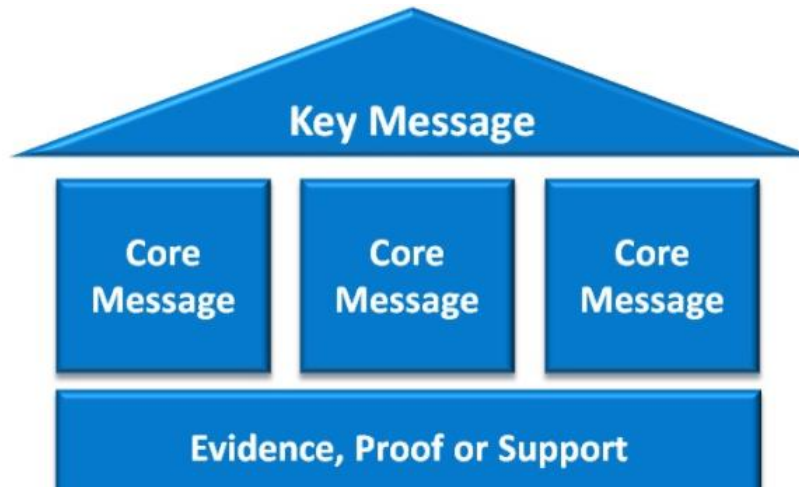 Key Message
Core
Message
Core
Message
Core
Message
Evidence, Proof or Support